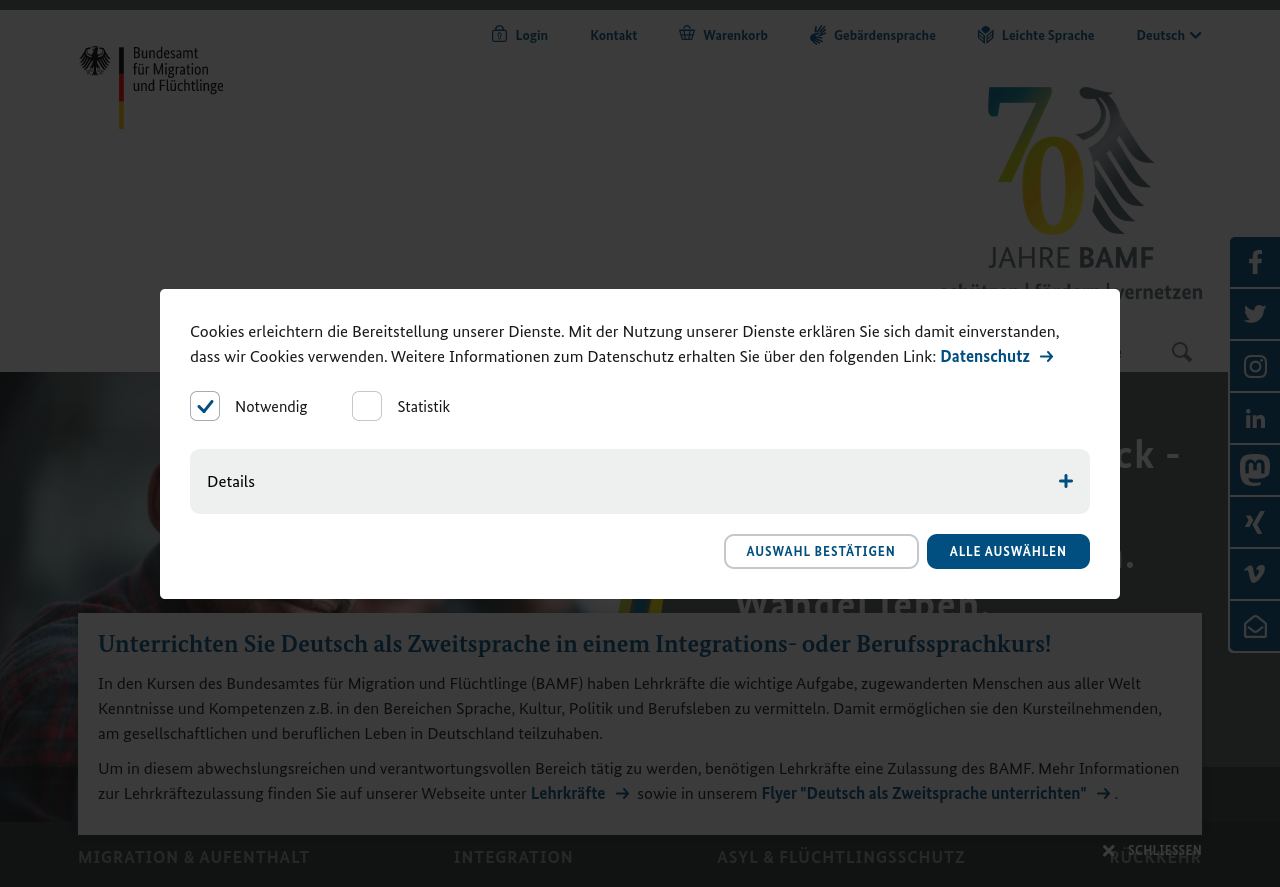 Login
Kontakt
Warenkorb
Gebärdensprache
Leichte Sprache
Deutsch
Bundesamt
für Migration
und Flüchtlinge
70
JAHRE BAMF
vernetzen
Cookies erleichtern die Bereitstellung unserer Dienste. Mit der Nutzung unserer Dienste erklären Sie sich damit einverstanden,
dass wir Cookies verwenden. Weitere Informationen zum Datenschutz erhalten Sie über den folgenden Link: Datenschutz
Notwendig
Statistik
Details
AUSWAHL BESTÄTIGEN
ALLE AUSWÄHLEN
Wandel leben.
Unterrichten Sie Deutsch als Zweitsprache in einem Integrations- oder Berufssprachkurs!
In den Kursen des Bundesamtes für Migration und Flüchtlinge (BAMF) haben Lehrkräfte die wichtige Aufgabe, zugewanderten Menschen aus aller Welt
Kenntnisse und Kompetenzen z.B. in den Bereichen Sprache, Kultur, Politik und Berufsleben zu vermitteln. Damit ermöglichen sie den Kursteilnehmenden,
am gesellschaftlichen und beruflichen Leben in Deutschland teilzuhaben.
Um in diesem abwechslungsreichen und verantwortungsvollen Bereich tätig zu werden, benötigen Lehrkräfte eine Zulassung des BAMF. Mehr Informationen
zur Lehrkräftezulassung finden Sie auf unserer Webseite unter Lehrkräfte sowie in unserem Flyer "Deutsch als Zweitsprache unterrichten" .
SCHLIESSEN
MIGRATION & AUFENTHALT
INTEGRATION
ASYL & FLÜCHTLINGSSCHUTZ
RÜCKKEHR